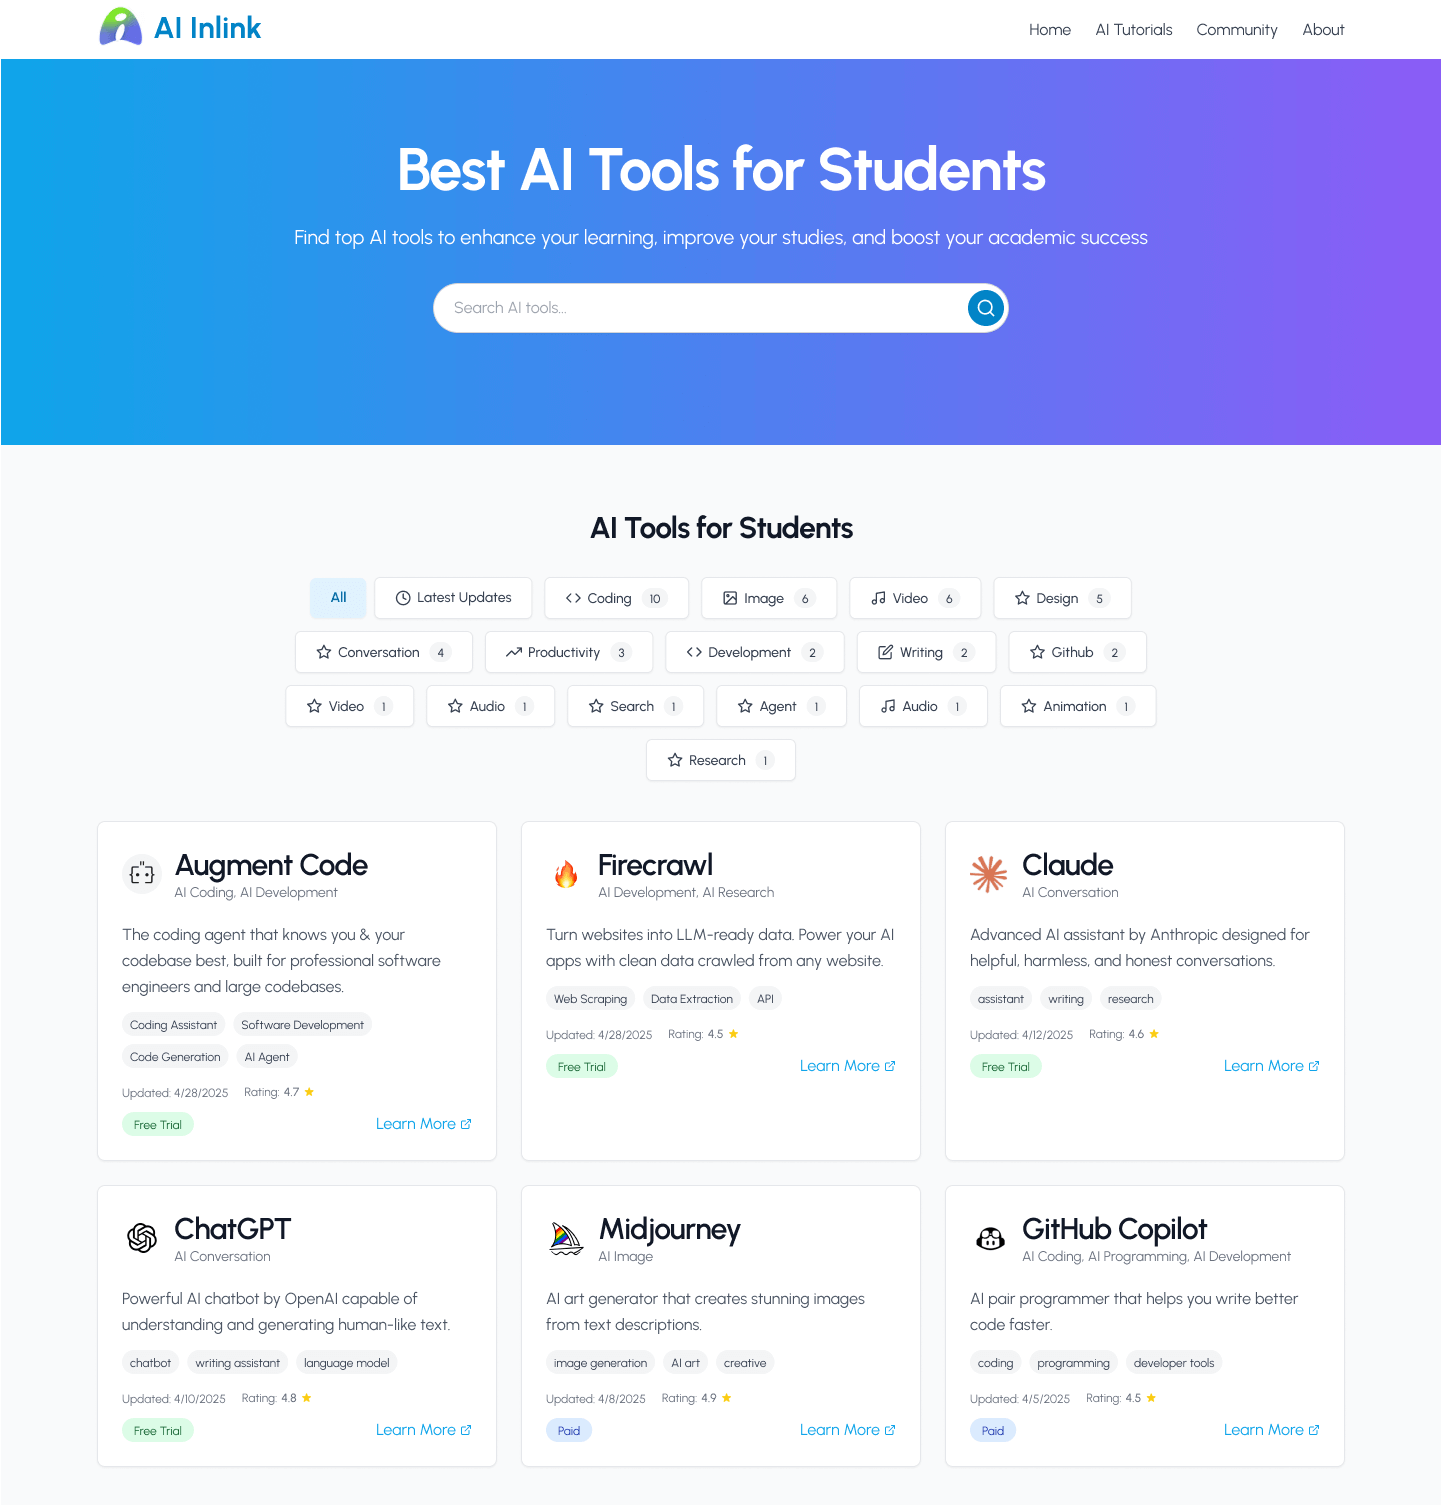 AI Inlink
Home AI Tutorials Community About
Best AI Tools for Students
Find top AI tools to enhance your learning, improve your studies, and boost your academic success
Search AI tools...
AI Tools for Students
All Latest Updates Coding 10 Image 6 Video 6 Design 5
Conversation 4 Productivity 3 Development 2 Writing 2 Github 2
Video 1 Audio 1 Search 1 Agent 1 Audio 1 Animation 1
Research 1
Augment Code
AI Coding, AI Development
The coding agent that knows you & your
codebase best, built for professional software
engineers and large codebases.
Coding Assistant Software Development
Code Generation AI Agent
Updated: 4/28/2025 Rating: 4.7
Free Trial Learn More
Firecrawl
AI Development, AI Research
Turn websites into LLM-ready data. Power your AI
apps with clean data crawled from any website.
Web Scraping Data Extraction API
Updated: 4/28/2025 Rating: 4.5
Free Trial Learn More
Claude
AI Conversation
Advanced AI assistant by Anthropic designed for
helpful, harmless, and honest conversations.
assistant writing research
Updated: 4/12/2025 Rating: 4.6
Free Trial Learn More
ChatGPT
AI Conversation
Powerful AI chatbot by OpenAI capable of
understanding and generating human-like text.
chatbot writing assistant language model
Updated: 4/10/2025 Rating: 4.8
Free Trial Learn More
Midjourney
AI Image
AI art generator that creates stunning images
from text descriptions.
image generation AI art creative
Updated: 4/8/2025 Rating: 4.9
Paid Learn More
GitHub Copilot
AI Coding, AI Programming, AI Development
AI pair programmer that helps you write better
code faster.
coding programming developer tools
Updated: 4/5/2025 Rating: 4.5
Paid Learn More